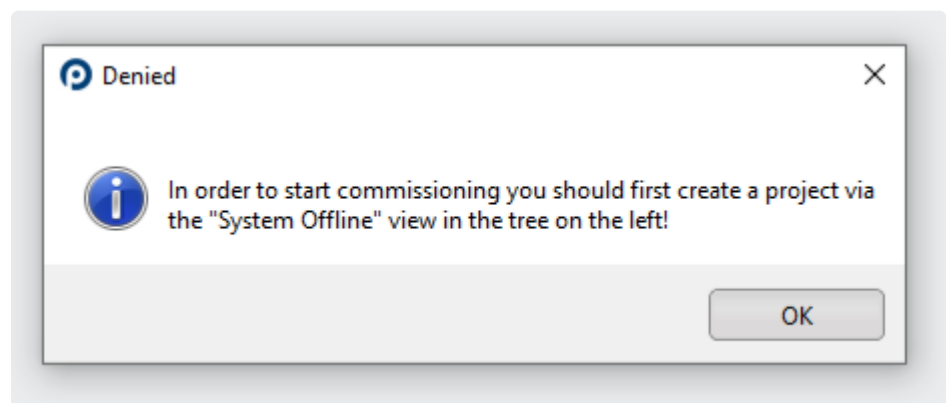 Denied
In order to start commissioning you should first create a project via
the "System Offline" view in the tree on the left!
OK